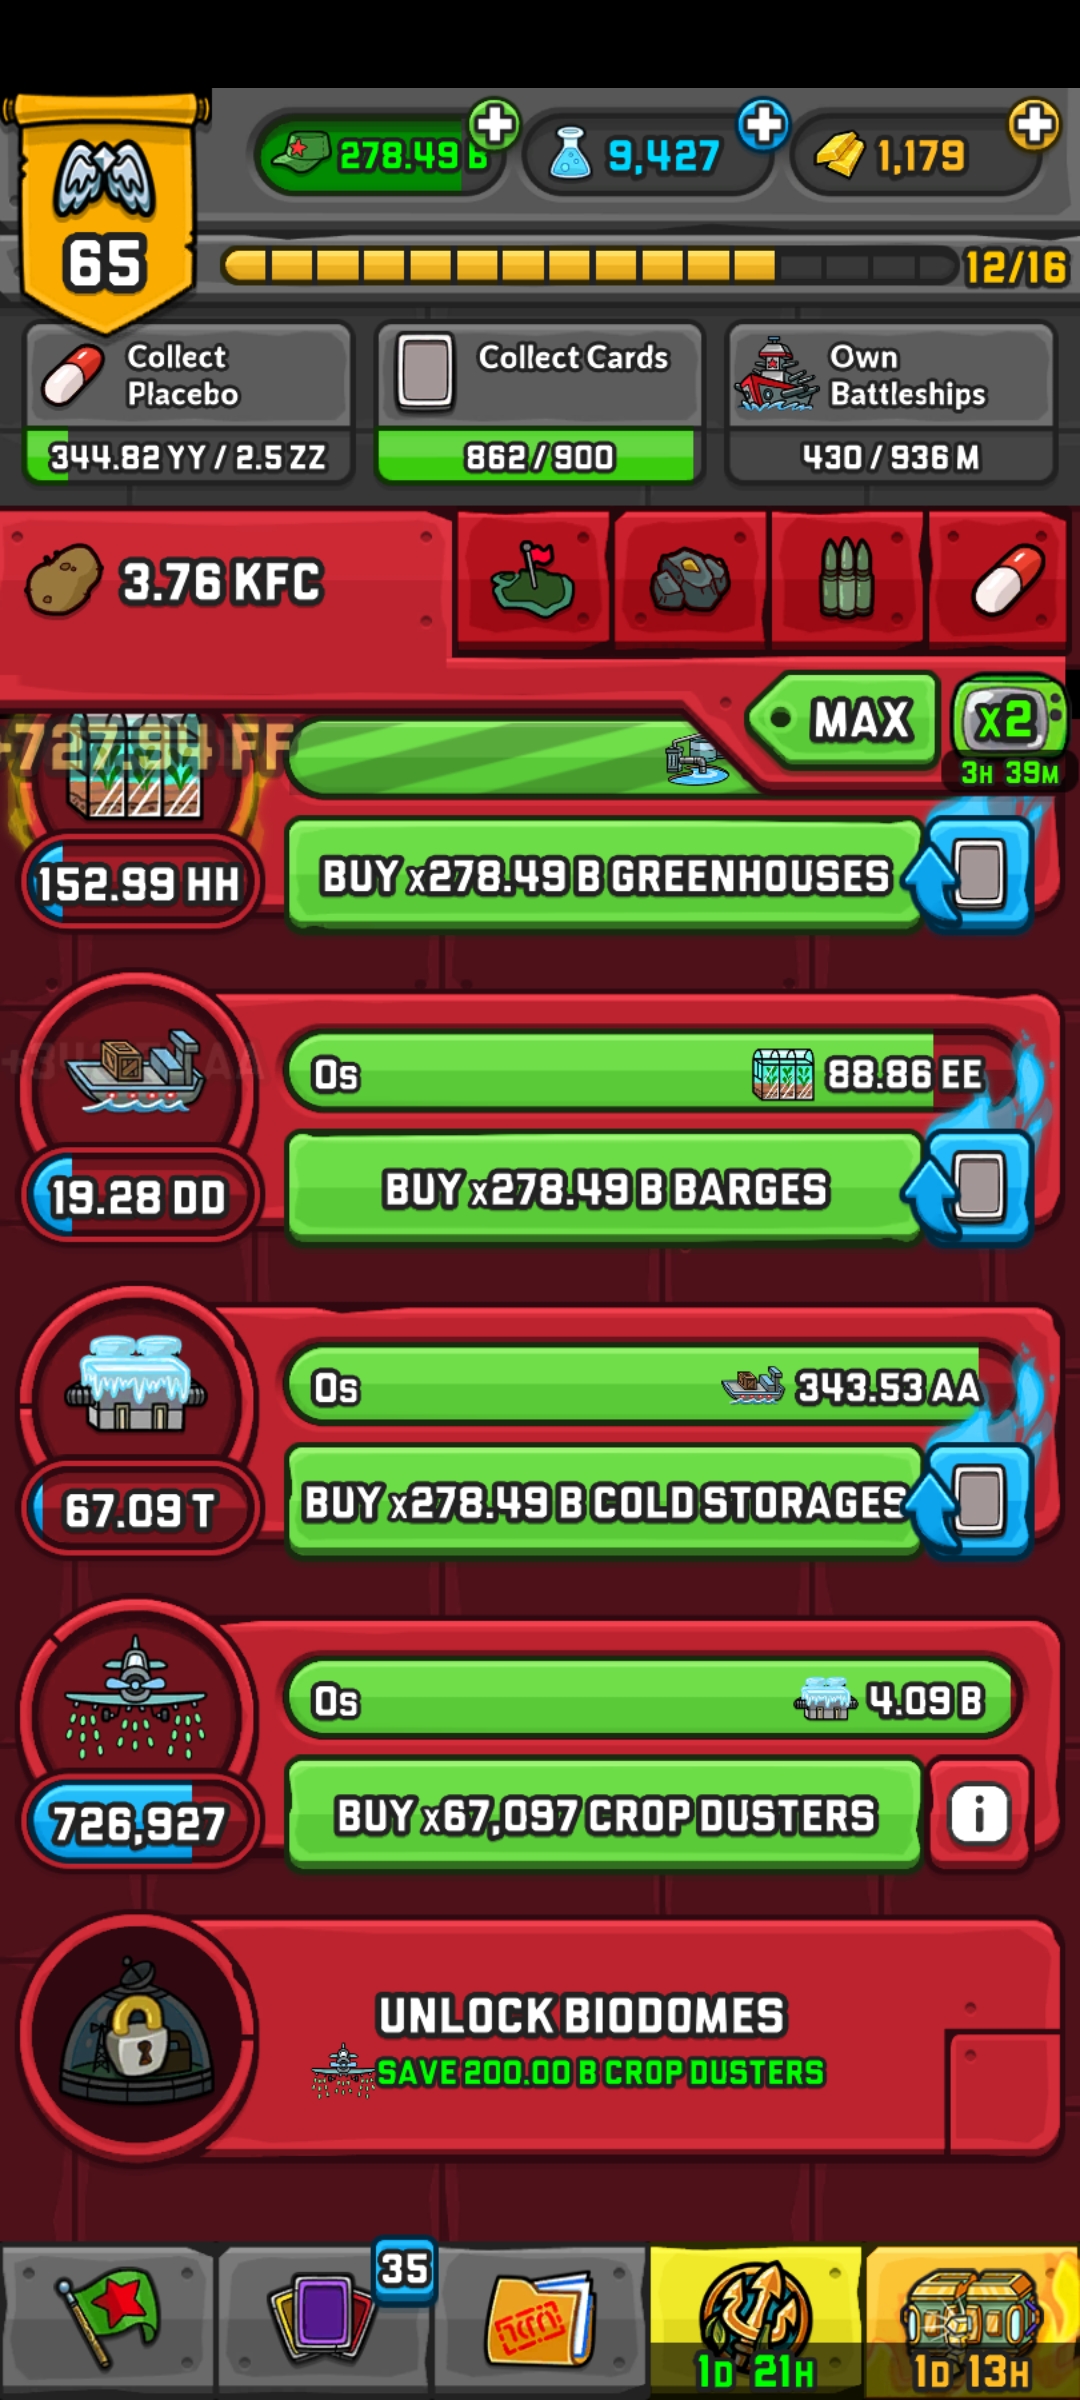 65
278.49 B
9,427
1,179
12/16
Collect
Placebo
344.82 YY / 2.5 ZZ
Collect Cards
862/900
Own
Battleships
430/936 M
3.76 KFC
MAX
x2
3H 39M
+727.94 FF
152.99 HH
BUY x278.49 B GREENHOUSES
0s
88.86 EE
19.28 DD
BUY x278.49 B BARGES
0s
343.53 AA
67.09 T
BUY x278.49 B COLD STORAGES
0s
4.09 B
726,927
BUY x67,097 CROP DUSTERS
i
UNLOCK BIODOMES
SAVE 200.00 B CROP DUSTERS
35
1D 21H
1D 13H